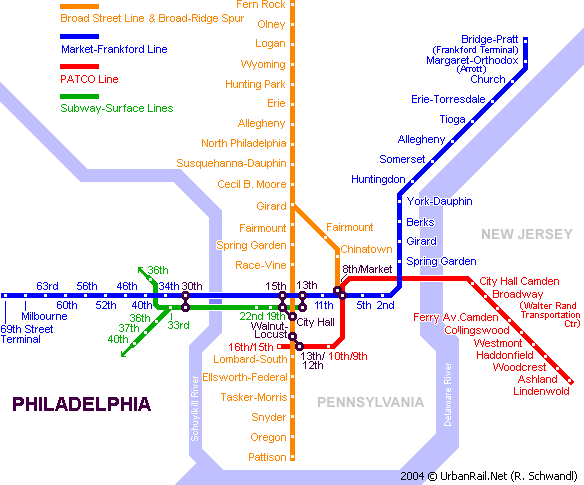 Broad Street Line & Broad-Ridge Spur
Market-Frankford Line
PATCO Line
Subway-Surface Lines
Fern Rock
Olney
Logan
Wyoming
Hunting Park
Erie
Allegheny
North Philadelphia
Susquehanna-Dauphin
Cecil B. Moore
Girard
Fairmount
Spring Garden
Race-Vine
Fairmount
Chinatown
8th/Market
Bridge-Pratt
(Frankford Terminal)
Margaret-Orthodox
(Arrott)
Church
Erie-Torresdale
Tioga
Allegheny
Somerset
Huntingdon
York-Dauphin
Berks
Girard
Spring Garden
NEW JERSEY
36th
63rd
56th
46th
34th
30th
15th
13th
Milbourne
60th
52th
40th
69th Street
Terminal
36th
37th
40th
33rd
22nd
19th
11th
5th
2nd
City Hall
Walnut-
Locust
16th/15th
13th/
12th
10th/9th
City Hall Camden
Broadway
(Walter Rand
Transportation
Ctr)
Ferry Av.Camden
Collingswood
Westmont
Haddonfield
Woodcrest
Ashland
Lindenwold
Lombard-South
Ellsworth-Federal
Tasker-Morris
Snyder
Oregon
Pattison
PHILADELPHIA
PENNSYLVANIA
Schuylkill River
Delaware River
2004 © UrbanRail.Net (R. Schwandl)